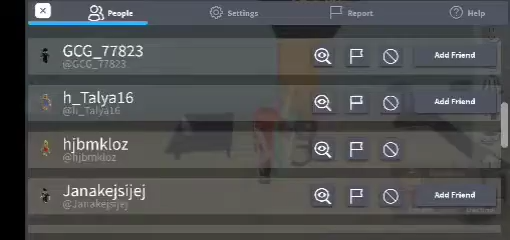 People
Settings
Report
Help
GCG_77823
@GCG_77823
Add Friend
h_Talya16
@h_Talya16
Add Friend
hjbmkloz
@hjbmkloz
Janakejsijej
@Janakejsijej
Add Friend